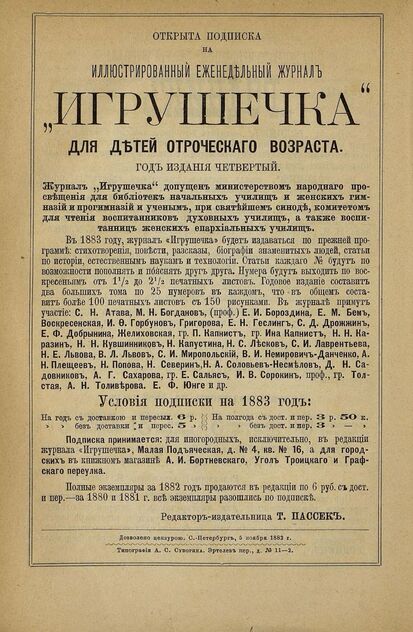 ОТКРЫТА ПОДПИСКА
НА
ИЛЛЮСТРИРОВАННЫЙ ЕЖЕНЕДѢЛЬНЫЙ ЖУРНАЛЪ
„ИГРУШЕЧКА“
ДЛЯ ДѢТЕЙ ОТРОЧЕСКАГО ВОЗРАСТА.
ГОДЪ ИЗДАНІЯ ЧЕТВЕРТЫЙ.
Журналъ „Игрушечка“ допущен министерствомъ народнаго про-
свѣщенія для библіотекъ начальныхъ училищ и женскихъ гим-
назій и прогимназій и ученымъ, при святѣйшемъ синодѣ, комитетомъ
для чтенія воспитанниковъ духовныхъ училищ, а также воспи-
танницъ женскихъ епархіальныхъ училищ.
Въ 1883 году, журналъ «Игрушечка» будетъ издаваться по прежней про-
граммѣ: стихотворенія, повѣсти, разсказы, біографіи знаменитыхъ людей, статьи
по исторіи, естественнымъ наукамъ и технологіи. Статьи каждаго № будутъ по
возможности пополнять и пояснять другъ друга. Нумера будутъ выходить по вос-
кресеньямъ отъ 1½ до 2½ печатныхъ листовъ. Годовое изданіе составитъ
два большихъ тома по 25 нумеровъ въ каждомъ, что въ общемъ соста-
витъ болѣе 100 печатныхъ листовъ съ 150 рисунками. Въ журналѣ примутъ
участіе: С. Н. Атава, М. Н. Богдановъ, (проф.) Е. И. Бороздина, Е. М. Бемъ,
Воскресенская, И. Ѳ. Горбуновъ, Григорова, Е. Н. Геслингъ, С. Д. Дрожжинъ,
Е. Ф. Добрынина, Желиховская, гр. П. Капнистъ, гр. Ина Капнистъ, Н. Н. Ка-
разинъ, Н. Н. Кувшинниковъ, Н. Капустина, Н. С. Лѣсковъ, С. И. Лаврентьева,
Н. Е. Львова, В. Л. Львовъ, С. И. Миропольскій, В. И. Немировичъ-Данченко, А.
Н. Плещеевъ, Н. Попова, Н. Северинъ, Н. А. Соловьевъ-Несмѣловъ, Д. Н. Са-
довниковъ, А. Г. Сахарова, гр. Е. Сальясъ, И. В. Сорокинъ, проф., гр. Тол-
стая, А. Н. Толивѣрова. Е. Ф. Юнге и др.
Условія подписки на 1883 годъ:
На годъ съ доставкою и пересыл. 6 р. На полгода съ дост. и пер. 3 р. 50 к.
» » безъ доставки и перес. 5 » » » безъ дост. и пер. 3 » – »
Подписка принимается: для иногородныхъ, исключительно, въ редакціи
журнала «Игрушечка», Малая Подъяческая, д. № 4, кв. № 16, а для город-
скихъ въ книжномъ магазинѣ А. И. Бортневскаго, Уголъ Троицкаго и Граф-
скаго переулка.
Полные экземпляры за 1882 годъ продаются въ редакціи по 6 руб. съ дост.
и пер.—за 1880 и 1881 г. всѣ экземпляры разошлись по подпискѣ.
Редакторъ-издательница Т. ПАССЕКЪ.
Дозволено цензурою. С.-Петербургъ, 5 ноября 1882 г.
Типографія А. С. Суворина. Эртелевъ пер., д. № 11—2.